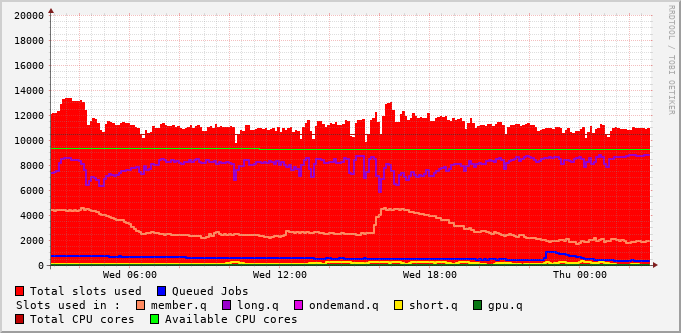 20000
18000
16000
14000
12000
10000
8000
6000
4000
2000
0
RRDTOOL / TOBI OETIKER
Wed 06:00 Wed 12:00 Wed 18:00 Thu 00:00
Total slots used Queued Jobs
Slots used in : member.q long.q ondemand.q short.q gpu.q
Total CPU cores Available CPU cores